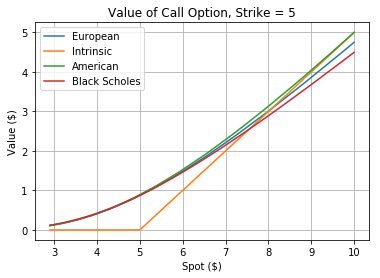 Value of Call Option, Strike = 5
European
Intrinsic
American
Black Scholes
Value ($)
5
4
3
2
1
0
3 4 5 6 7 8 9 10
Spot ($)